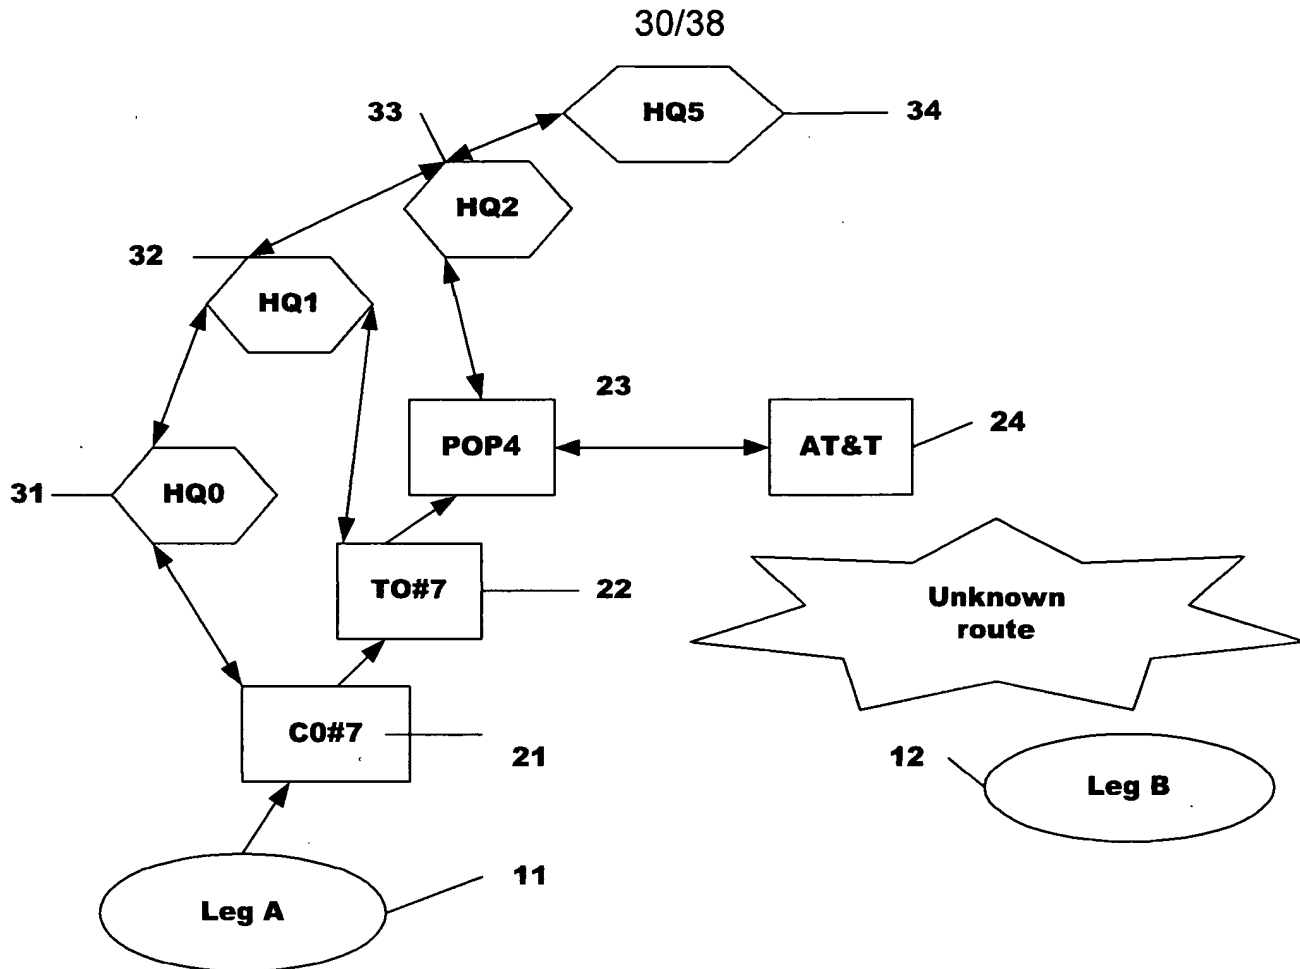 30/38
33
HQ5
34
HQ2
32
HQ1
23
POP4
AT&T
24
31
HQ0
TO#7
22
Unknown
route
C0#7
21
12
Leg B
11
Leg A